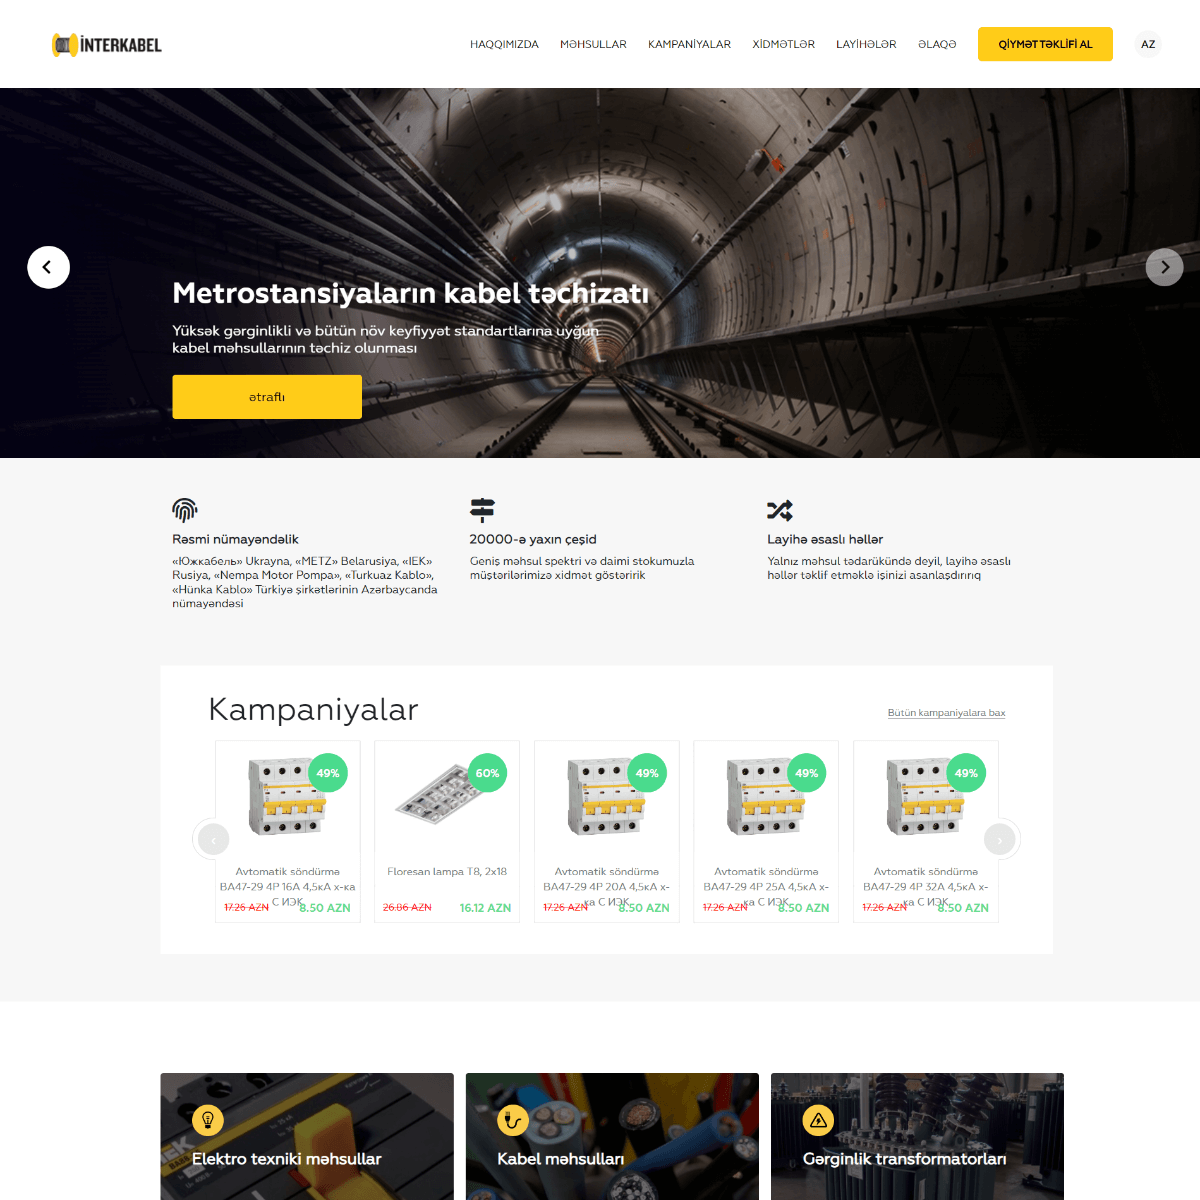 İNTERKABEL
HAQQIMIZDA MƏHSULLAR KAMPANİYALAR XİDMƏTLƏR LAYİHƏLƏR ƏLAQƏ QİYMƏT TƏKLİFİ AL AZ
Metrostansiyaların kabel təchizatı
Yüksək gərginlikli və bütün növ keyfiyyət standartlarına uyğun
kabel məhsullarının təchiz olunması
ətraflı
Rəsmi nümayəndəlik
«Южкабель» Ukrayna, «METZ» Belarusiya, «IEK»
Rusiya, «Nempa Motor Pompa», «Turkuaz Kablo»,
«Hünka Kablo» Türkiyə şirkətlərinin Azərbaycanda
nümayəndəsi
20000-ə yaxın çeşid
Geniş məhsul spektri və daimi stokumuzla
müştərilərimizə xidmət göstəririk
Layihə əsaslı həllər
Yalnız məhsul tədarükündə deyil, layihə əsaslı
həllər təklif etməklə işinizi asanlaşdırırıq
Kampaniyalar
Bütün kampaniyalara bax
49%
Avtomatik söndürmə
ВА47-29 4Р 16А 4,5кА х-ка
С ИЭК
17.26 AZN 8.50 AZN
60%
Floresan lampa T8, 2x18
26.86 AZN 16.12 AZN
49%
Avtomatik söndürmə
ВА47-29 4Р 20А 4,5кА х-
ка С ИЭК
17.26 AZN 8.50 AZN
49%
Avtomatik söndürmə
ВА47-29 4Р 25А 4,5кА х-
ка С ИЭК
17.26 AZN 8.50 AZN
49%
Avtomatik söndürmə
ВА47-29 4Р 32А 4,5кА х-
ка С ИЭК
17.26 AZN 8.50 AZN
Elektro texniki məhsullar
Kabel məhsulları
Gərginlik transformatorları